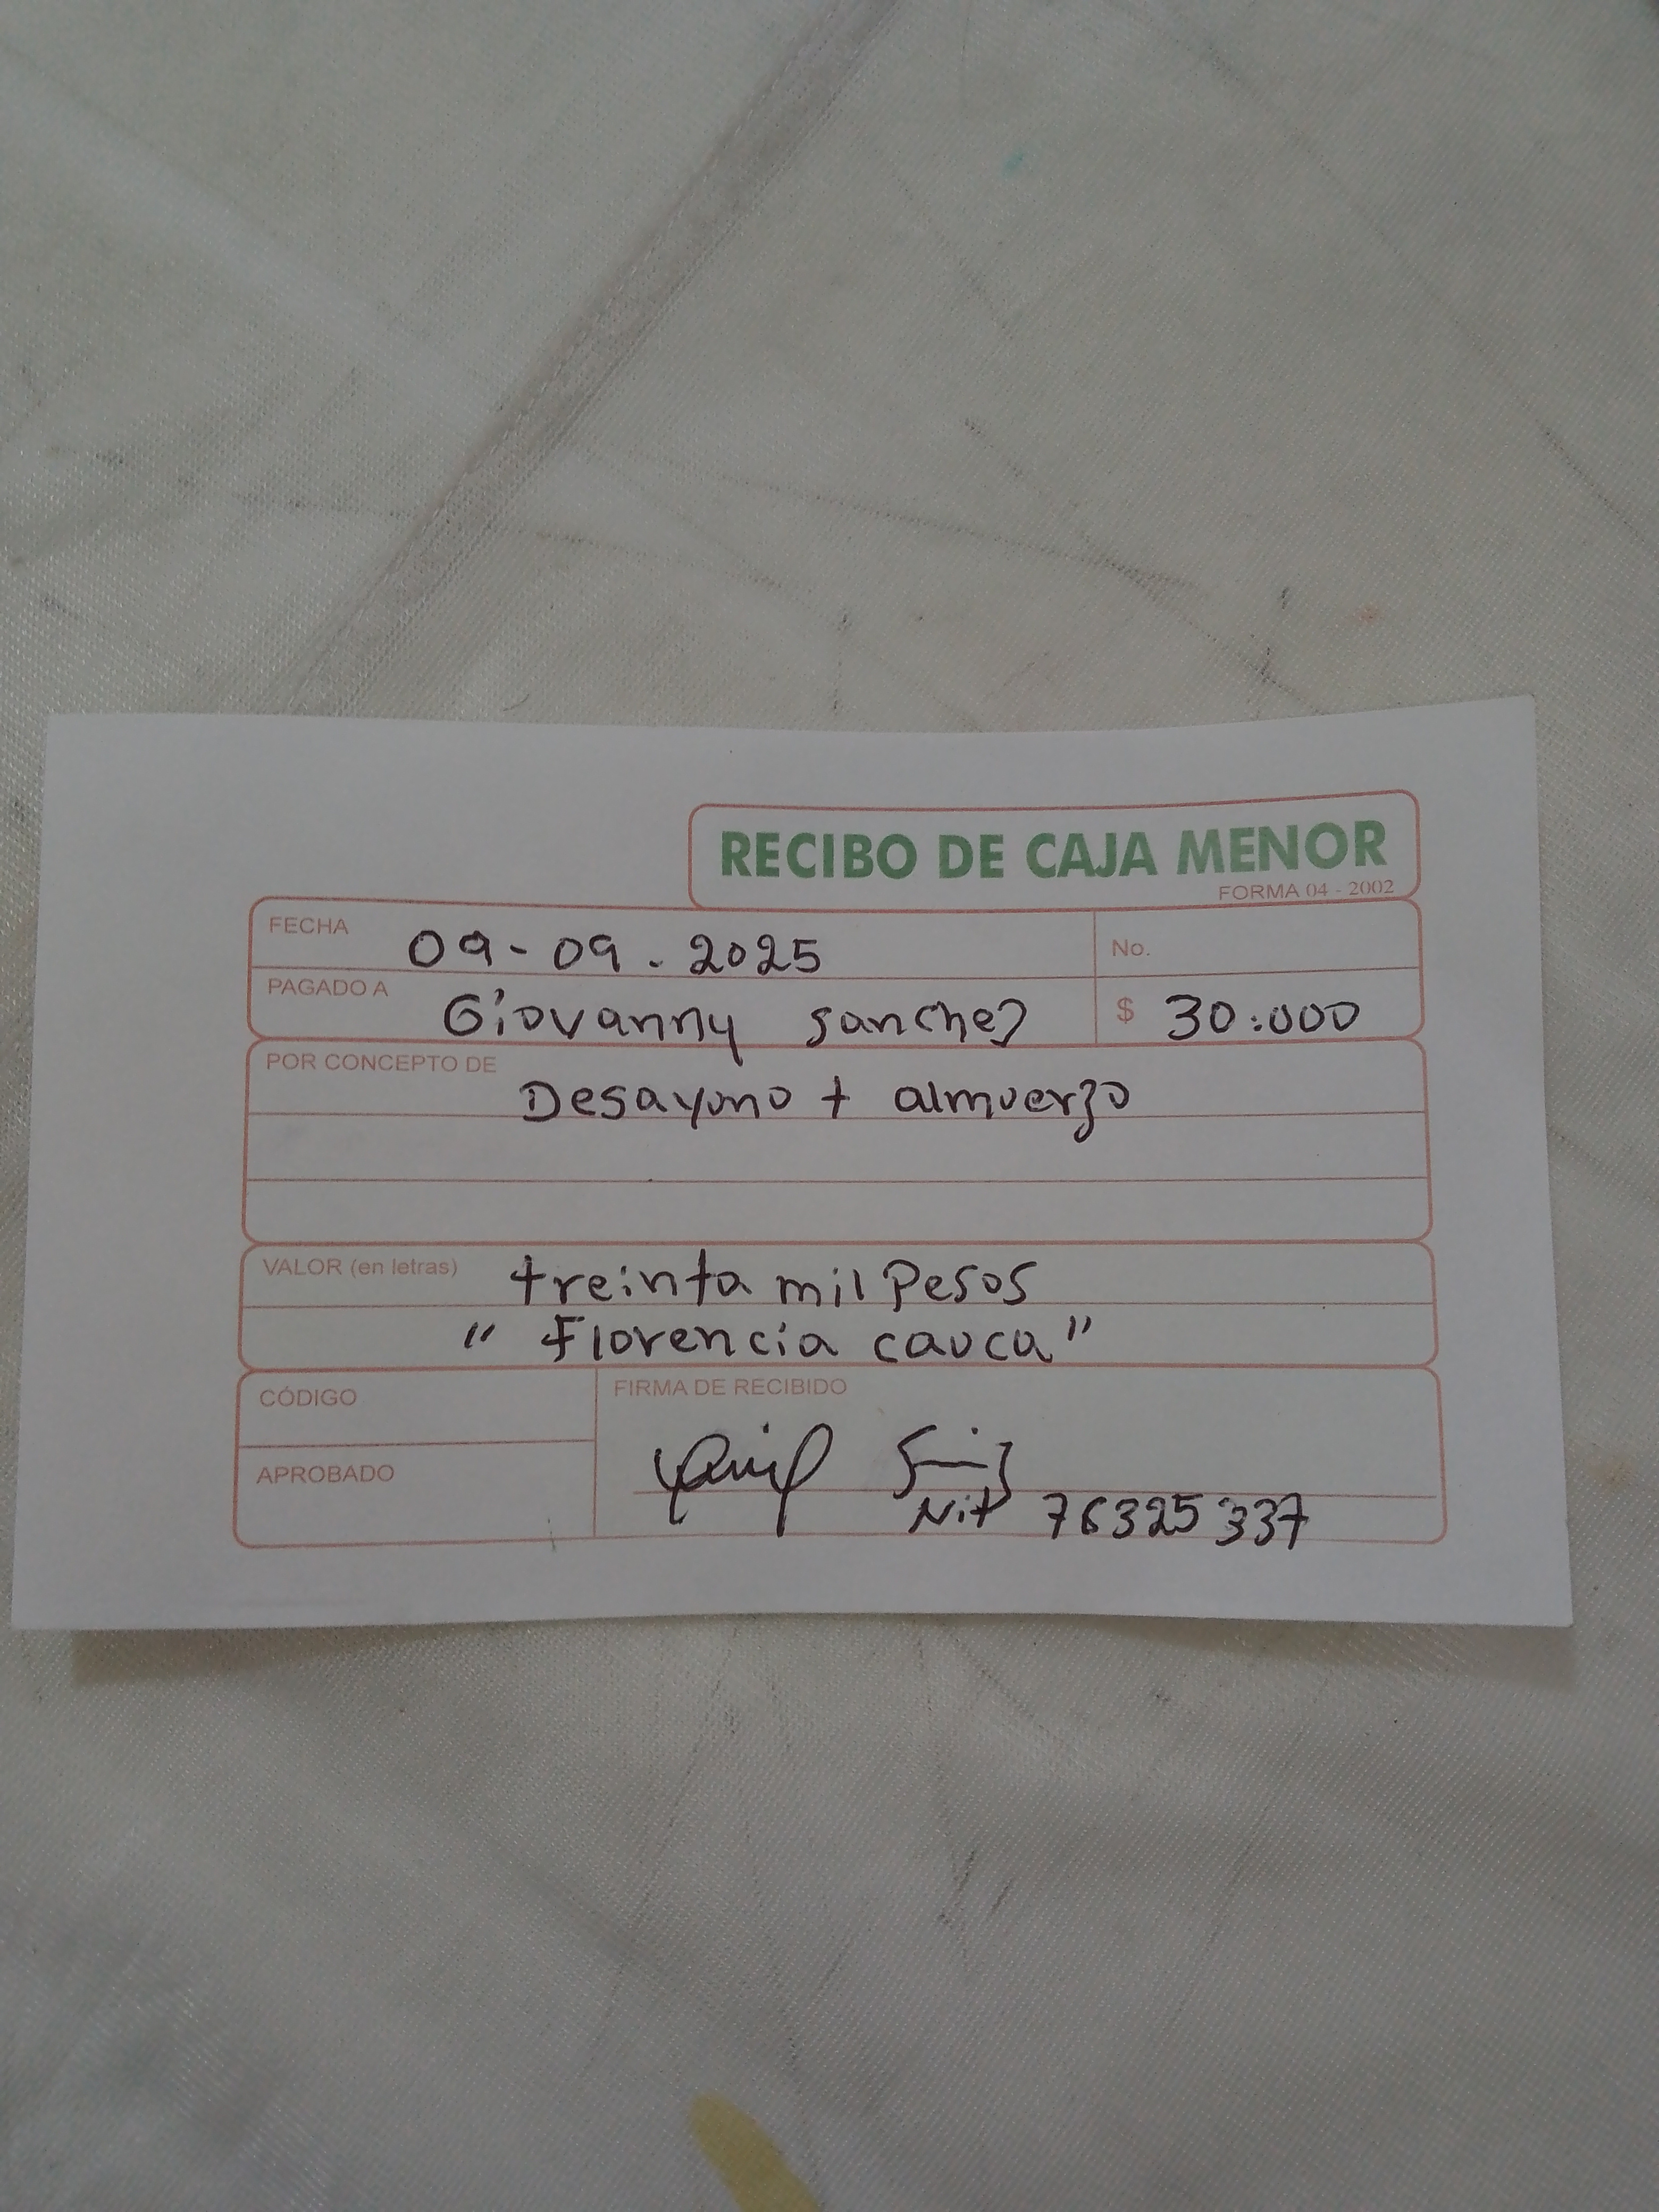 RECIBO DE CAJA MENOR
FORMA 04 - 2002
FECHA 09-09-2025
No.
PAGADO A Giovanny Sanchez
$ 30.000
POR CONCEPTO DE Desayuno + almuerzo
VALOR (en letras) treinta mil Pesos
" Florencia cauca"
CÓDIGO
FIRMA DE RECIBIDO
APROBADO
Nit 76325337